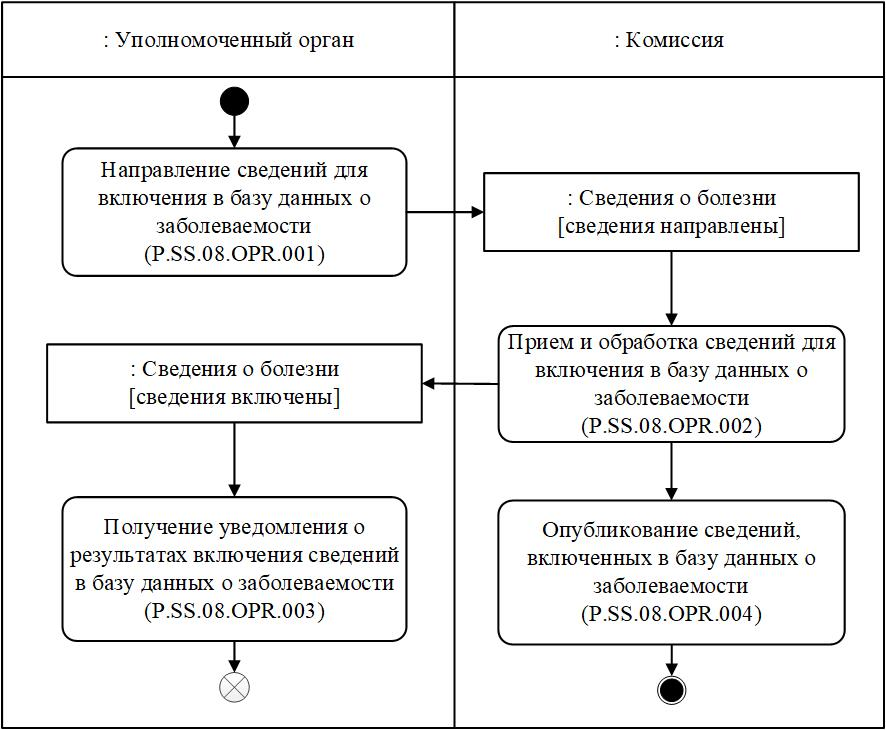 : Уполномоченный орган
: Комиссия
Направление сведений для
включения в базу данных о
заболеваемости
(P.SS.08.OPR.001)
: Сведения о болезни
[сведения направлены]
Прием и обработка сведений для
включения в базу данных о
заболеваемости
(P.SS.08.OPR.002)
: Сведения о болезни
[сведения включены]
Получение уведомления о
результатах включения сведений
в базу данных о заболеваемости
(P.SS.08.OPR.003)
Опубликование сведений,
включенных в базу данных о
заболеваемости
(P.SS.08.OPR.004)